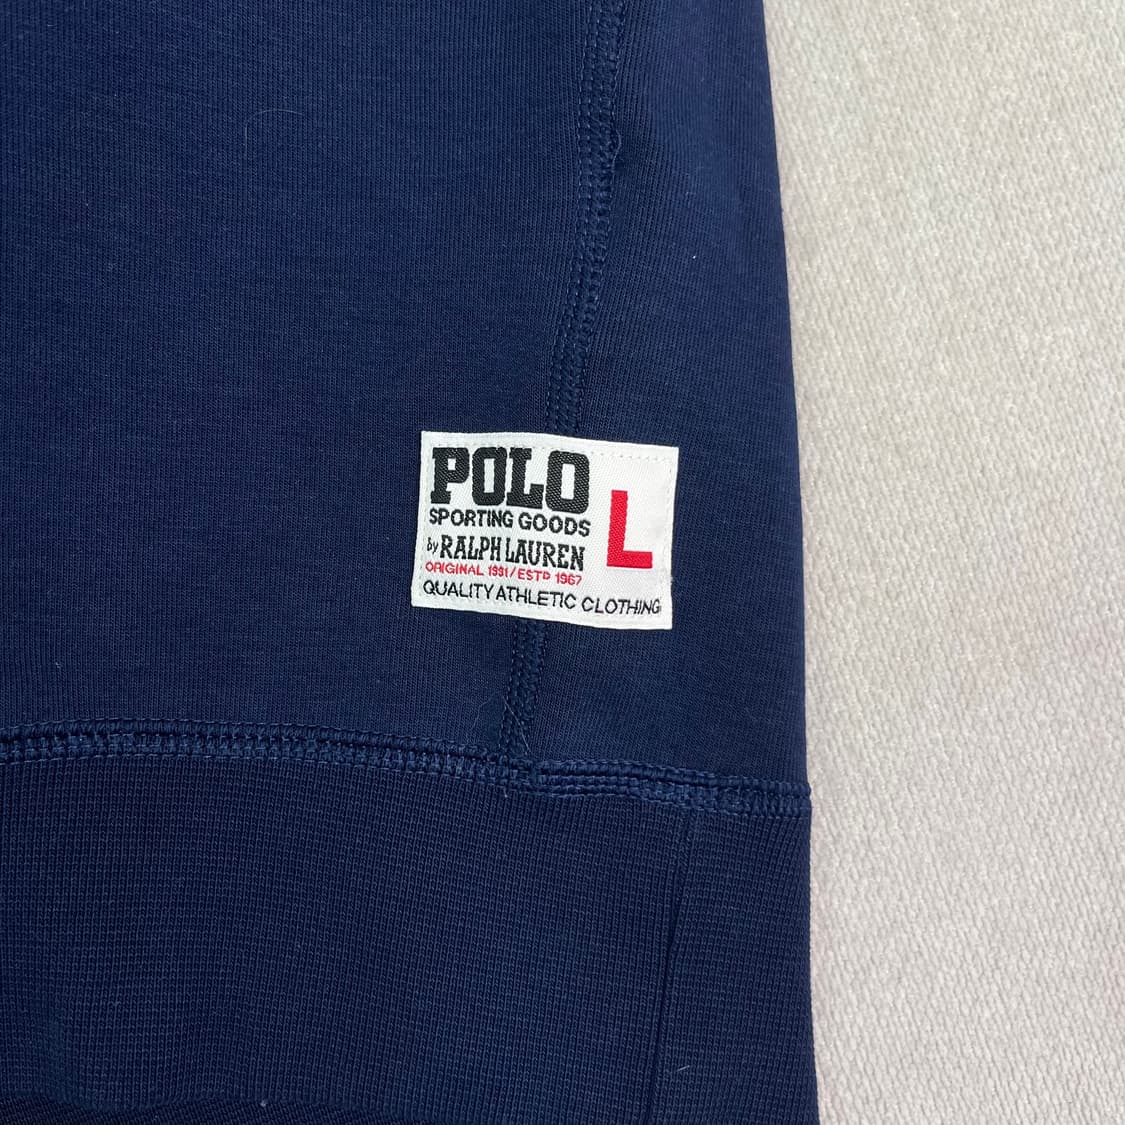 POLO
SPORTING GOODS
by RALPH LAUREN
ORIGINAL 1991/ESTD 1967
QUALITY ATHLETIC CLOTHING
L